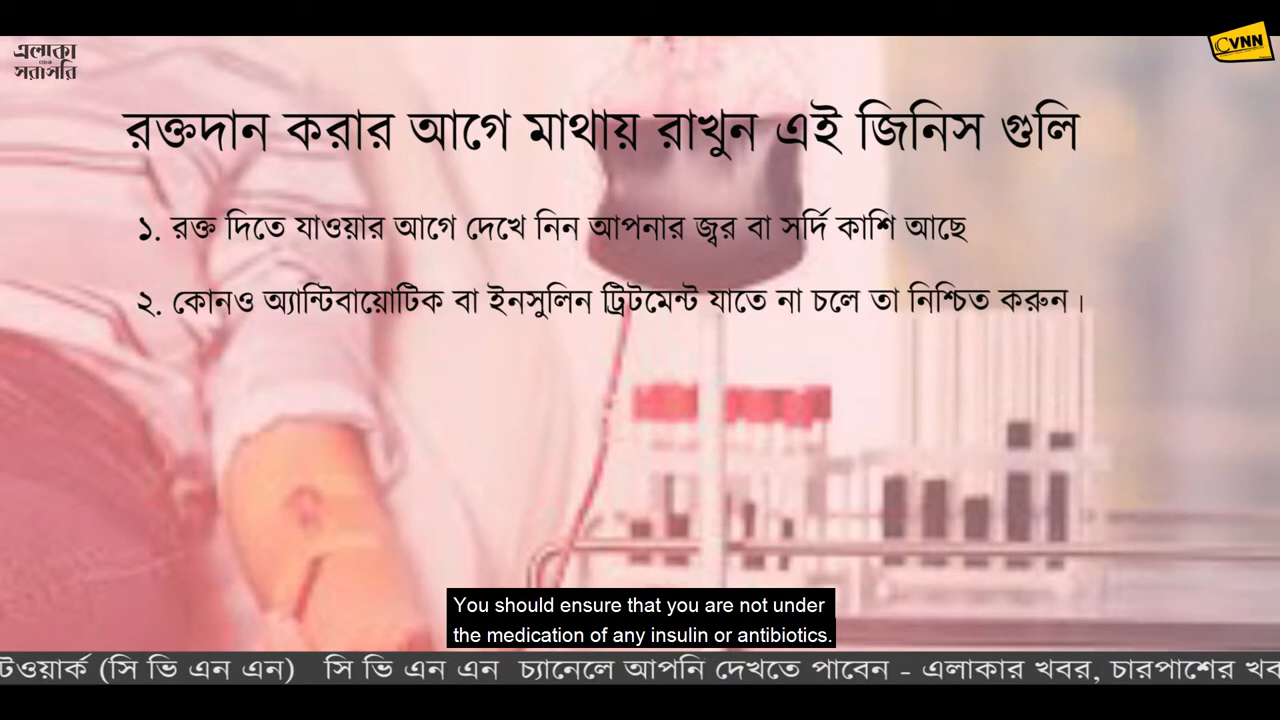 এলাকা
থেকে
সরাসরি
CVNN
রক্তদান করার আগে মাথায় রাখুন এই জিনিস গুলি
১. রক্ত দিতে যাওয়ার আগে দেখে নিন আপনার জ্বর বা সর্দি কাশি আছে
২. কোনও অ্যান্টিবায়োটিক বা ইনসুলিন ট্রিটমেন্ট যাতে না চলে তা নিশ্চিত করুন।
You should ensure that you are not under
the medication of any insulin or antibiotics.
টওয়ার্ক (সি ভি এন এন) সি ভি এন এন চ্যানেলে আপনি দেখতে পাবেন - এলাকার খবর, চারপাশের খব